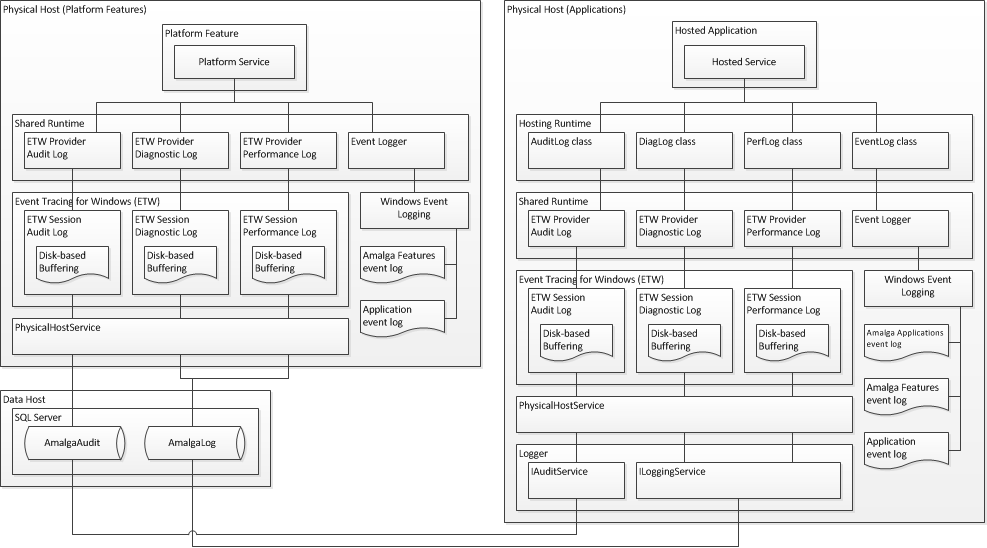 Physical Host (Platform Features)
Platform Feature
Platform Service
Shared Runtime
ETW Provider
Audit Log
ETW Provider
Diagnostic Log
ETW Provider
Performance Log
Event Logger
Event Tracing for Windows (ETW)
ETW Session
Audit Log
Disk-based
Buffering
ETW Session
Diagnostic Log
Disk-based
Buffering
ETW Session
Performance Log
Disk-based
Buffering
Windows Event
Logging
Amalga Features
event log
Application
event log
PhysicalHostService
Data Host
SQL Server
AmalgaAudit
AmalgaLog
Physical Host (Applications)
Hosted Application
Hosted Service
Hosting Runtime
AuditLog class
DiagLog class
PerfLog class
EventLog class
Shared Runtime
ETW Provider
Audit Log
ETW Provider
Diagnostic Log
ETW Provider
Performance Log
Event Logger
Event Tracing for Windows (ETW)
ETW Session
Audit Log
Disk-based
Buffering
ETW Session
Diagnostic Log
Disk-based
Buffering
ETW Session
Performance Log
Disk-based
Buffering
Windows Event
Logging
Amalga Applications
event log
Amalga Features
event log
Application
event log
PhysicalHostService
Logger
IAuditService
ILoggingService